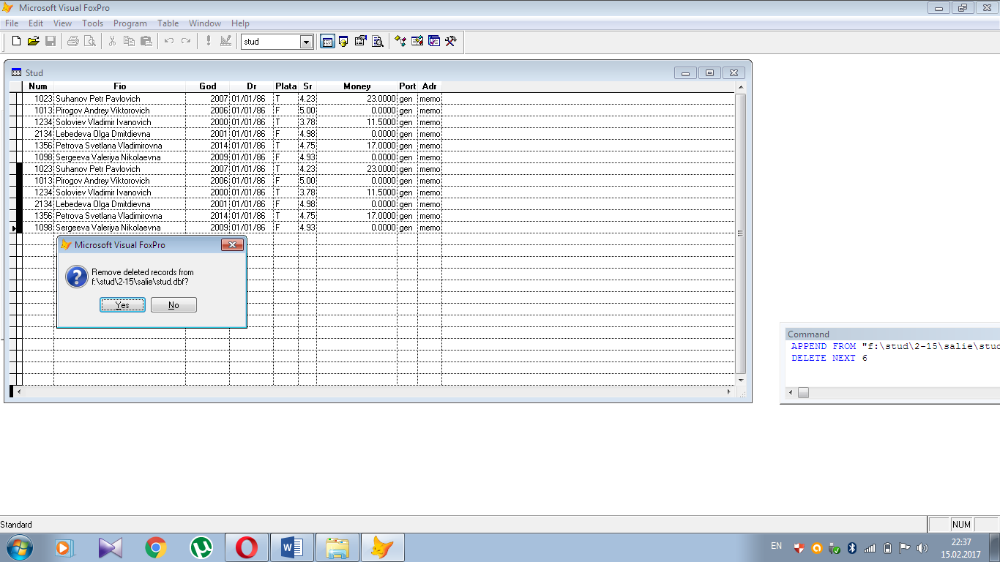 Microsoft Visual FoxPro
File Edit View Tools Program Table Window Help
stud
Stud
Num Fio God Dr Plata Sr Money Port Adr
1023 Suhanov Petr Pavlovich 2007 01/01/86 T 4.23 23.0000 gen memo
1013 Pirogov Andrey Viktorovich 2006 01/01/86 F 5.00 0.0000 gen memo
1234 Soloviev Vladimir Ivanovich 2000 01/01/86 T 3.78 11.5000 gen memo
2134 Lebedeva Olga Dmitdievna 2001 01/01/86 F 4.98 0.0000 gen memo
1356 Petrova Svetlana Vladimirovna 2014 01/01/86 T 4.75 17.0000 gen memo
1098 Sergeeva Valeriya Nikolaevna 2009 01/01/86 F 4.93 0.0000 gen memo
1023 Suhanov Petr Pavlovich 2007 01/01/86 T 4.23 23.0000 gen memo
1013 Pirogov Andrey Viktorovich 2006 01/01/86 F 5.00 0.0000 gen memo
1234 Soloviev Vladimir Ivanovich 2000 01/01/86 T 3.78 11.5000 gen memo
2134 Lebedeva Olga Dmitdievna 2001 01/01/86 F 4.98 0.0000 gen memo
1356 Petrova Svetlana Vladimirovna 2014 01/01/86 T 4.75 17.0000 gen memo
1098 Sergeeva Valeriya Nikolaevna 2009 01/01/86 F 4.93 0.0000 gen memo
Microsoft Visual FoxPro
Remove deleted records from
f:\stud\2-15\salie\stud.dbf?
Yes No
Command
APPEND FROM "f:\stud\2-15\salie\stud
DELETE NEXT 6
Standard
NUM
EN
22:37
15.02.2017